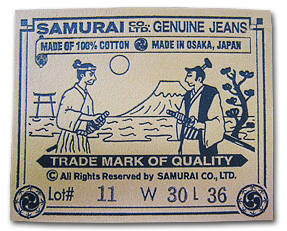 SAMURAI CO. LTD. GENUINE JEANS
MADE OF 100% COTTON MADE IN OSAKA, JAPAN
TRADE MARK OF QUALITY
© All Rights Reserved by SAMURAI CO., LTD.
Lot# 11 W 30 L 36